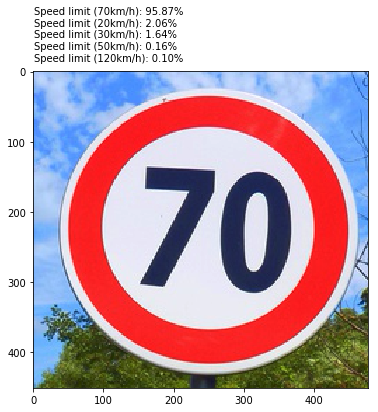 Speed limit (70km/h): 95.87%
Speed limit (20km/h): 2.06%
Speed limit (30km/h): 1.64%
Speed limit (50km/h): 0.16%
Speed limit (120km/h): 0.10%
0
100
200
300
400
70
0 100 200 300 400